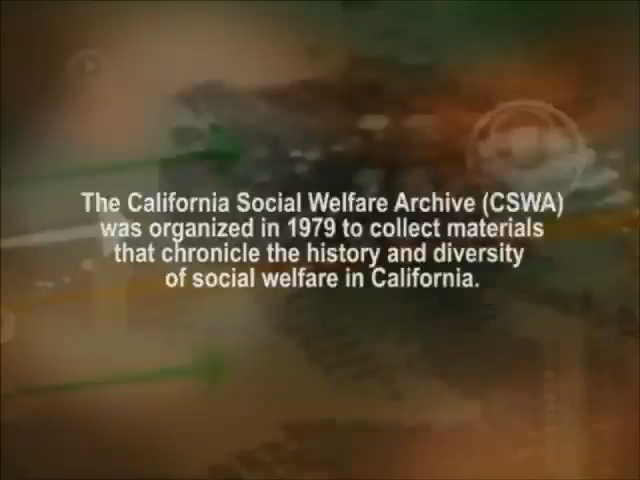 The California Social Welfare Archive (CSWA)
was organized in 1979 to collect materials
that chronicle the history and diversity
of social welfare in California.